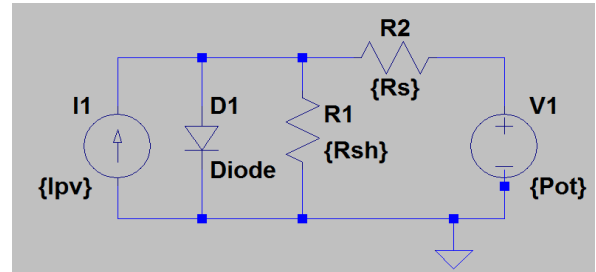 R2
{Rs}
I1
D1
R1
V1
{Rsh}
Diode
{Ipv}
{Pot}